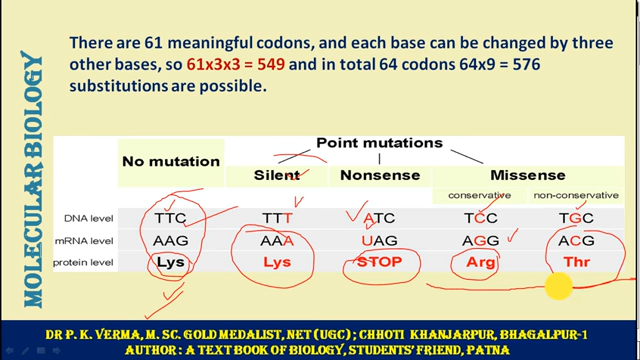 MOLECULAR BIOLOGY
There are 61 meaningful codons, and each base can be changed by three
other bases, so 61x3x3 = 549 and in total 64 codons 64x9 = 576
substitutions are possible.
Point mutations
No mutation Silent Nonsense Missense
conservative non-conservative
DNA level TTC TTT ATC TCC TGC
mRNA level AAG AAA UAG AGG ACG
protein level Lys Lys STOP Arg Thr
DR P. K. VERMA, M. SC. GOLD MEDALIST, NET (UGC) ; CHHOTI KHANJARPUR, BHAGALPUR-1
AUTHOR : A TEXT BOOK OF BIOLOGY, STUDENTS' FRIEND, PATNA